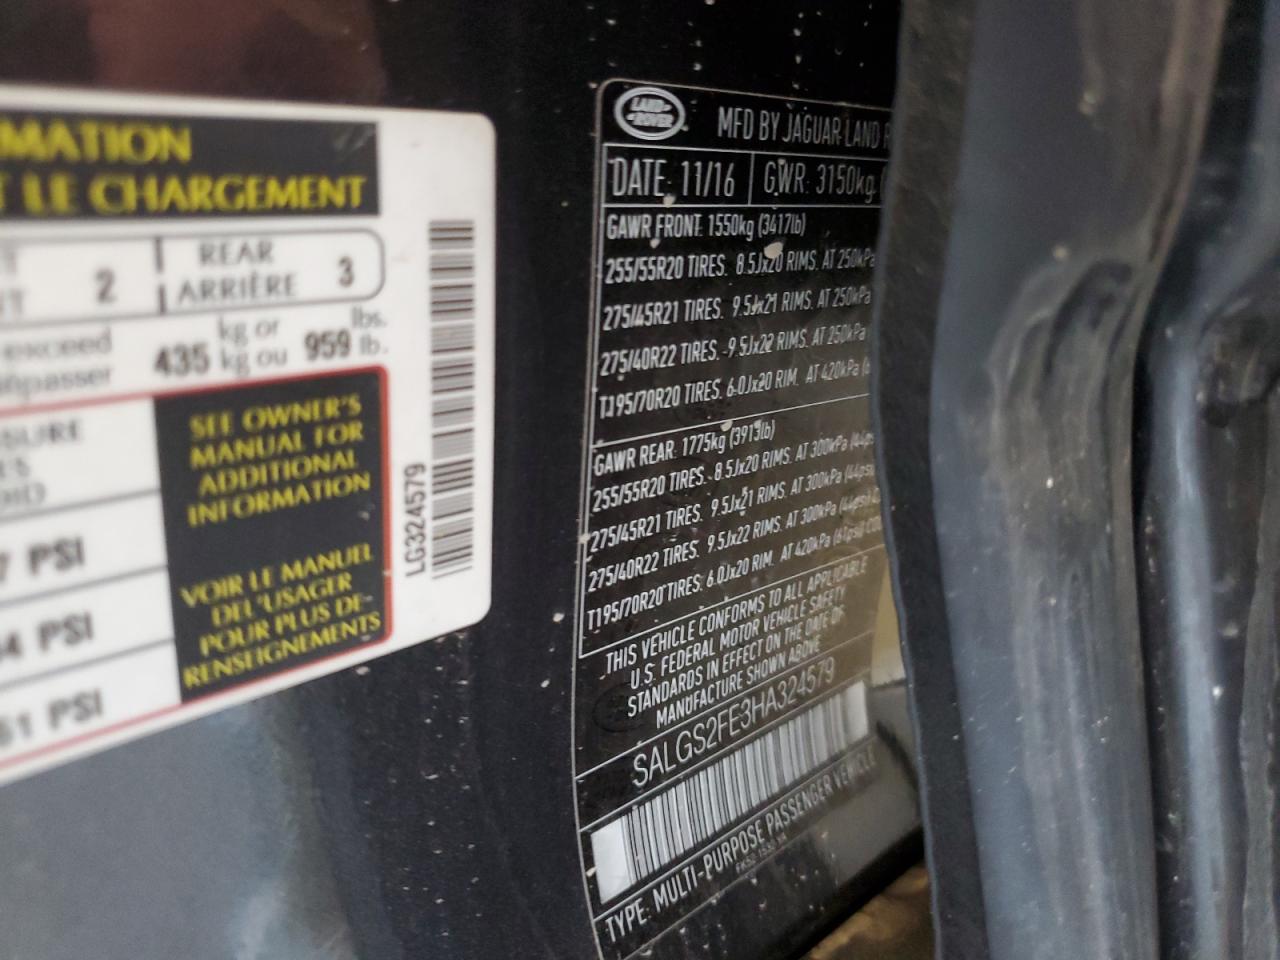 MATION
T LE CHARGEMENT
2
REAR
ARRIÈRE
3
exceed
435 kg or
kg ou
959 lbs.
lb.
SEE OWNER'S
MANUAL FOR
ADDITIONAL
INFORMATION
VOIR LE MANUEL
DEL'USAGER
POUR PLUS DE-
RENSEIGNEMENTS
PSI
PSI
51 PSI
LG324579
LAND
ROVER
MFD BY JAGUAR LAND R
DATE: 11/16
GWR: 3150kg
GAWR FRONT 1550kg (3417lb)
255/55R20 TIRES. 8.5Jx20 RIMS. AT 250kPa
275/45R21 TIRES. 9.5Jx21 RIMS. AT 250kPa
275/40R22 TIRES. 9.5Jx22 RIMS. AT 250kPa
T195/70R20 TIRES. 6.0Jx20 RIM. AT 420kPa (6
GAWR REAR: 1775kg (3913lb)
255/55R20 TIRES. 8.5Jx20 RIMS. AT 300kPa (44ps
275/45R21 TIRES. 9.5Jx21 RIMS. AT 300kPa (44psi
275/40R22 TIRES. 9.5Jx22 RIMS. AT 300kPa (44psi) C
T195/70R20 TIRES. 6.0Jx20 RIM. AT 420kPa (61psi) CO
THIS VEHICLE CONFORMS TO ALL APPLICABLE
U.S. FEDERAL MOTOR VEHICLE SAFETY
STANDARDS IN EFFECT ON THE DATE OF
MANUFACTURE SHOWN ABOVE
SALGS2FE3HA324579
TYPE: MULTI-PURPOSE PASSENGER VEHICLE